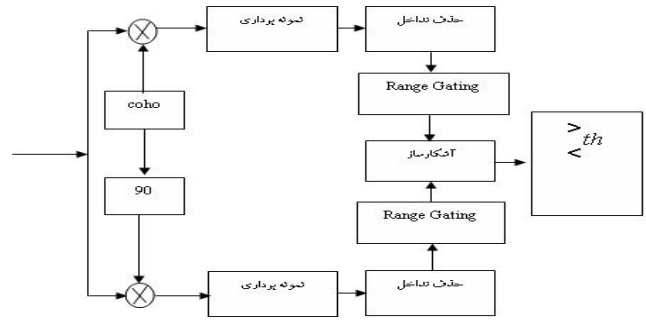 نمونه برداری
حذف تداخل
Range Gating
coho
آشکارساز
> th
<
90
Range Gating
نمونه برداری
حذف تداخل